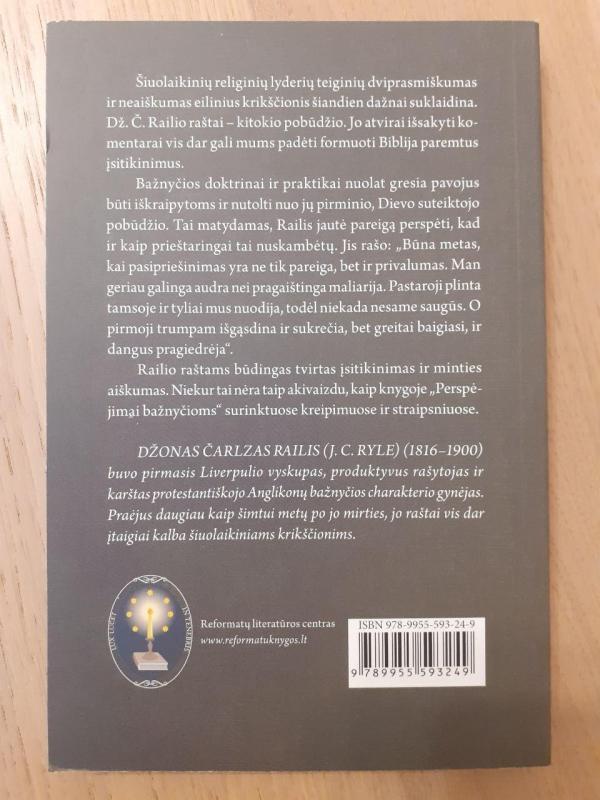 Šiuolaikinių religinių lyderių teiginių dviprasmiškumas
ir neaiškumas eilinius krikščionis šiandien dažnai suklaidina.
Dž. Č. Railio raštai – kitokio pobūdžio. Jo atvirai išsakyti ko-
mentarai vis dar gali mums padėti formuoti Biblija paremtus
įsitikinimus.
Bažnyčios doktrinai ir praktikai nuolat gresia pavojus
būti iškraipytoms ir nutolti nuo jų pirminio, Dievo suteiktojo
pobūdžio. Tai matydamas, Railis jautė pareigą perspėti, kad
ir kaip prieštaringai tai nuskambėtų. Jis rašo: „Būna metas,
kai pasipriešinimas yra ne tik pareiga, bet ir privalumas. Man
geriau galinga audra nei pragaištinga maliarija. Pastaroji plinta
tamsoje ir tyliai mus nuodija, todėl niekada nesame saugūs. O
pirmoji trumpam išgąsdina ir sukrečia, bet greitai baigiasi, ir
dangus pragiedrėja“.
Railio raštams būdingas tvirtas įsitikinimas ir minties
aiškumas. Niekur tai nėra taip akivaizdu, kaip knygoje „Perspė-
jimai bažnyčioms“ surinktuose kreipimuose ir straipsniuose.
DŽONAS ČARLZAS RAILIS (J. C. RYLE) (1816–1900)
buvo pirmasis Liverpulio vyskupas, produktyvus rašytojas ir
karštas protestantiškojo Anglikonų bažnyčios charakterio gynėjas.
Praėjus daugiau kaip šimtui metų po jo mirties, jo raštai vis dar
įtaigiai kalba šiuolaikiniams krikščionims.
LUX LUCET IN TENEBRIS
Reformatų literatūros centras
www.reformatuknygos.lt
ISBN 978-9955-593-24-9
9 789955 593249